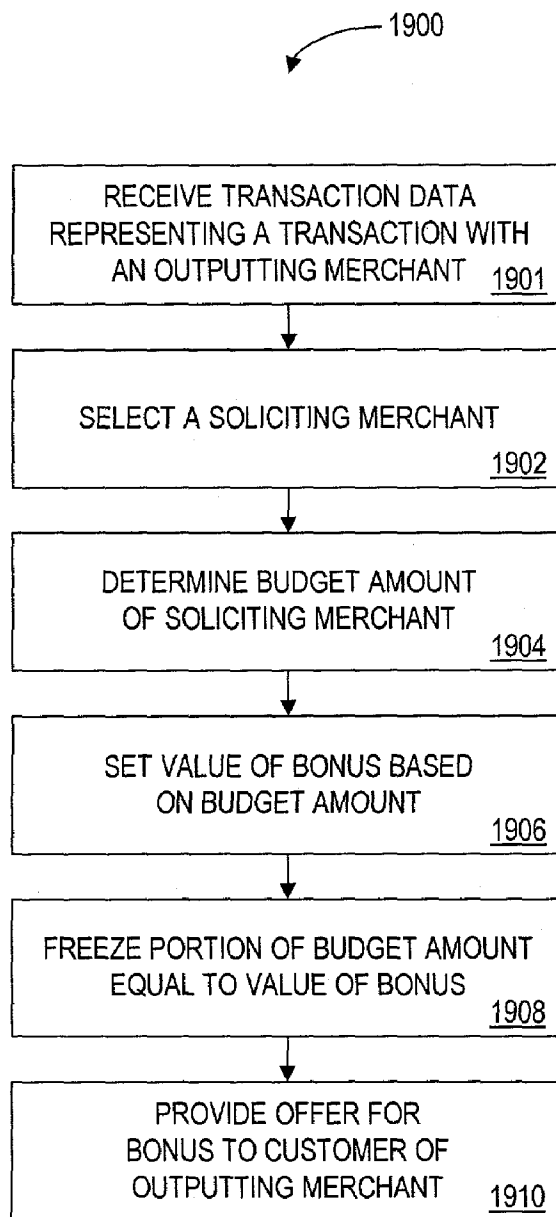 1900
RECEIVE TRANSACTION DATA
REPRESENTING A TRANSACTION WITH
AN OUTPUTTING MERCHANT
1901
SELECT A SOLICITING MERCHANT
1902
DETERMINE BUDGET AMOUNT
OF SOLICITING MERCHANT
1904
SET VALUE OF BONUS BASED
ON BUDGET AMOUNT
1906
FREEZE PORTION OF BUDGET AMOUNT
EQUAL TO VALUE OF BONUS
1908
PROVIDE OFFER FOR
BONUS TO CUSTOMER OF
OUTPUTTING MERCHANT
1910